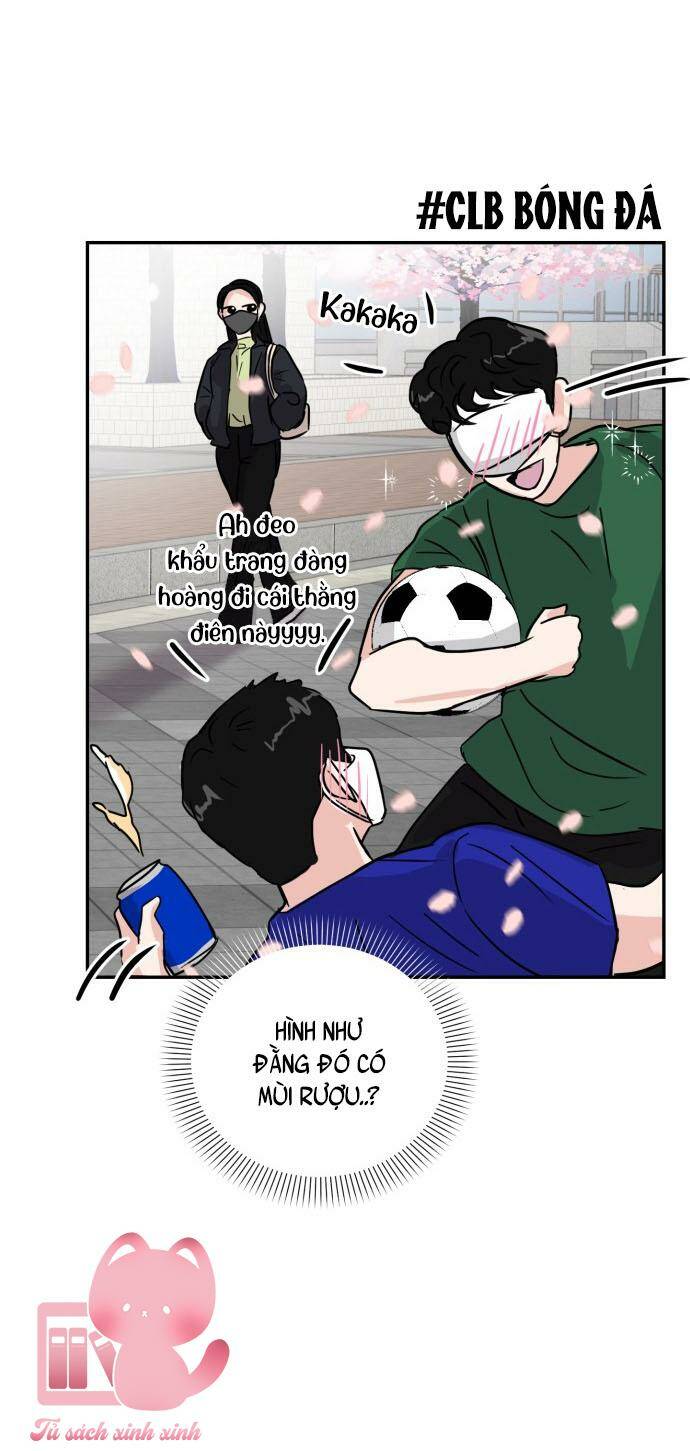 #CLB BÓNG ĐÁ
Kakaka
Ah đeo
khẩu trang đàng
hoàng đi cái thằng
điên nàyyyy.
HÌNH NHƯ
ĐẰNG ĐÓ CÓ
MÙI RƯỢU..?
Tủ sách xinh xinh